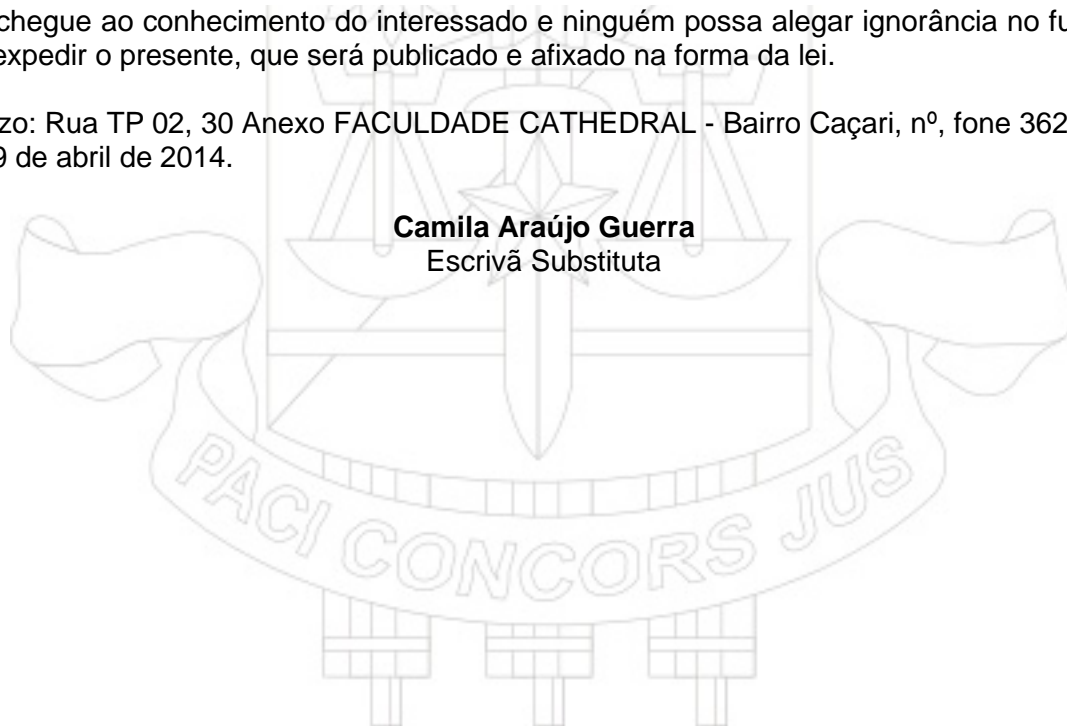 chegue ao conhecimento do interessado e ninguém possa alegar ignorância no fu
expedir o presente, que será publicado e afixado na forma da lei.
zo: Rua TP 02, 30 Anexo FACULDADE CATHEDRAL - Bairro Caçari, nº, fone 362
9 de abril de 2014.
Camila Araújo Guerra
Escrivã Substituta
PACI CONCORS JUS